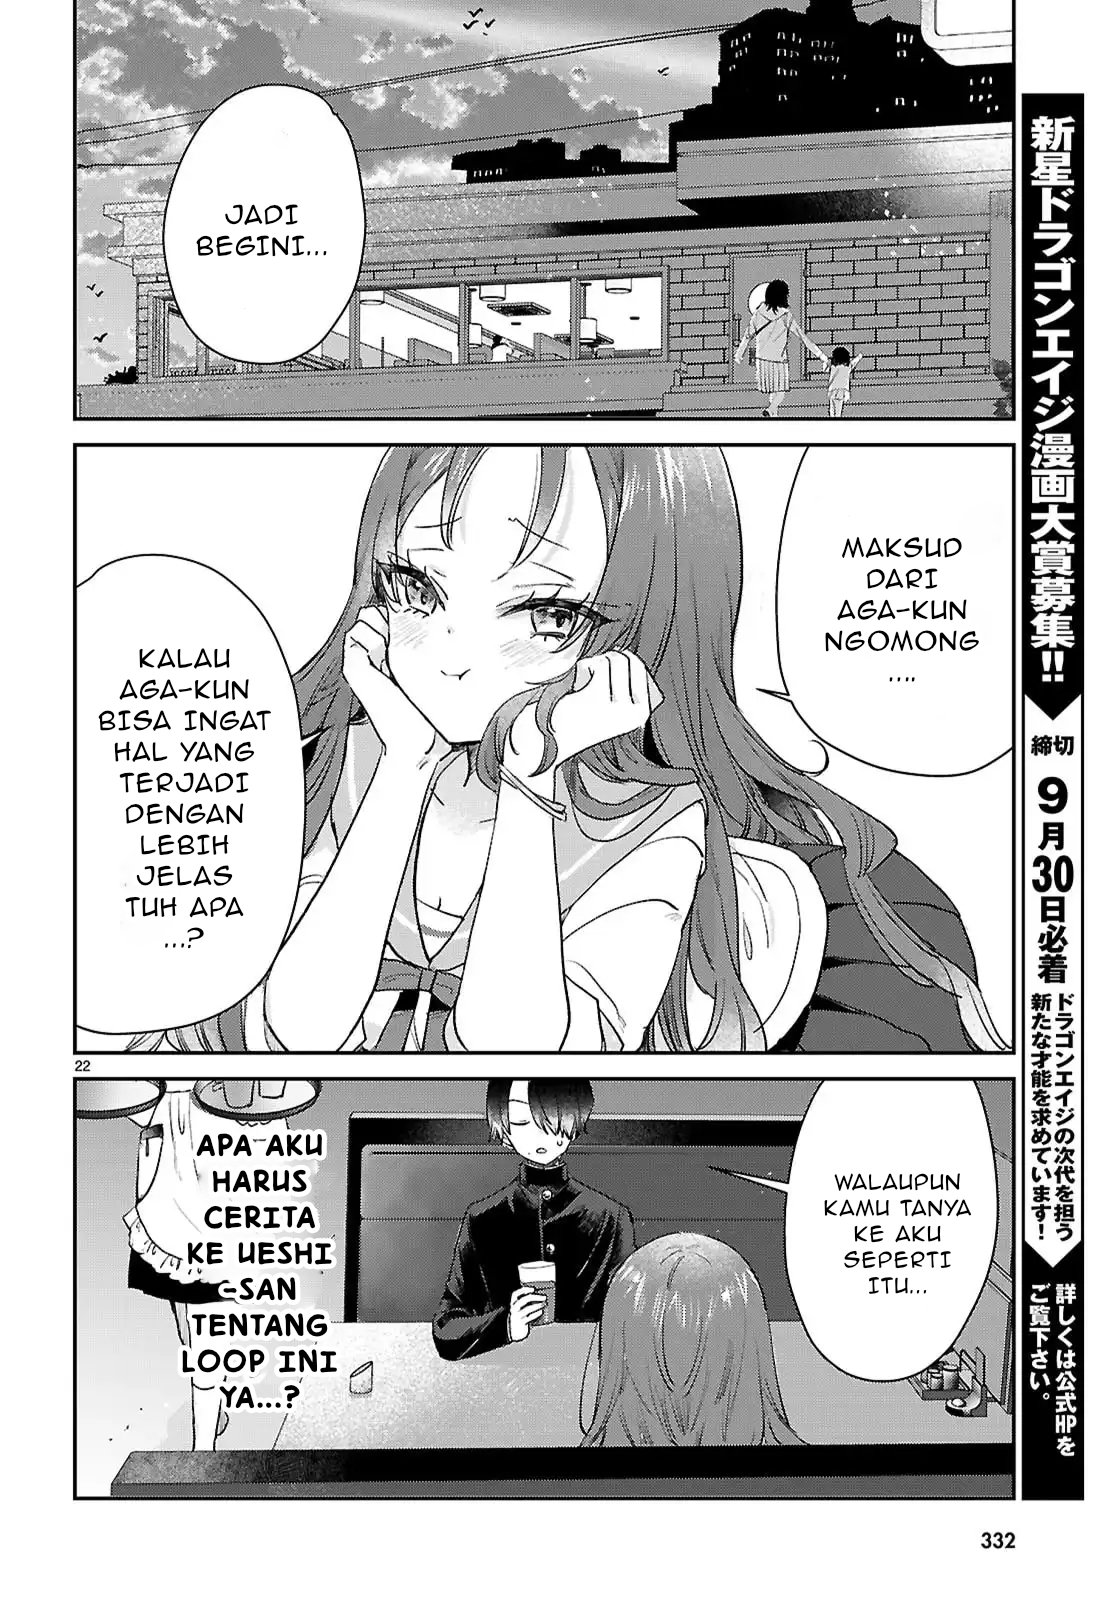 JADI
BEGINI...
MAKSUD
DARI
AGA-KUN
NGOMONG
....
KALAU
AGA-KUN
BISA INGAT
HAL YANG
TERJADI
DENGAN
LEBIH
JELAS
TUH APA
...?
22
WALAUPUN
KAMU TANYA
KE AKU
SEPERTI
ITU...
APA AKU
HARUS
CERITA
KE UESHI
-SAN
TENTANG
LOOP INI
YA...?
新星ドラゴンエイジ漫画大賞募集!!
締切
9月30日必着
ドラゴンエイジの次代を担う
新たな才能を求めています!
詳しくは公式HPを
ご覧下さい。
332